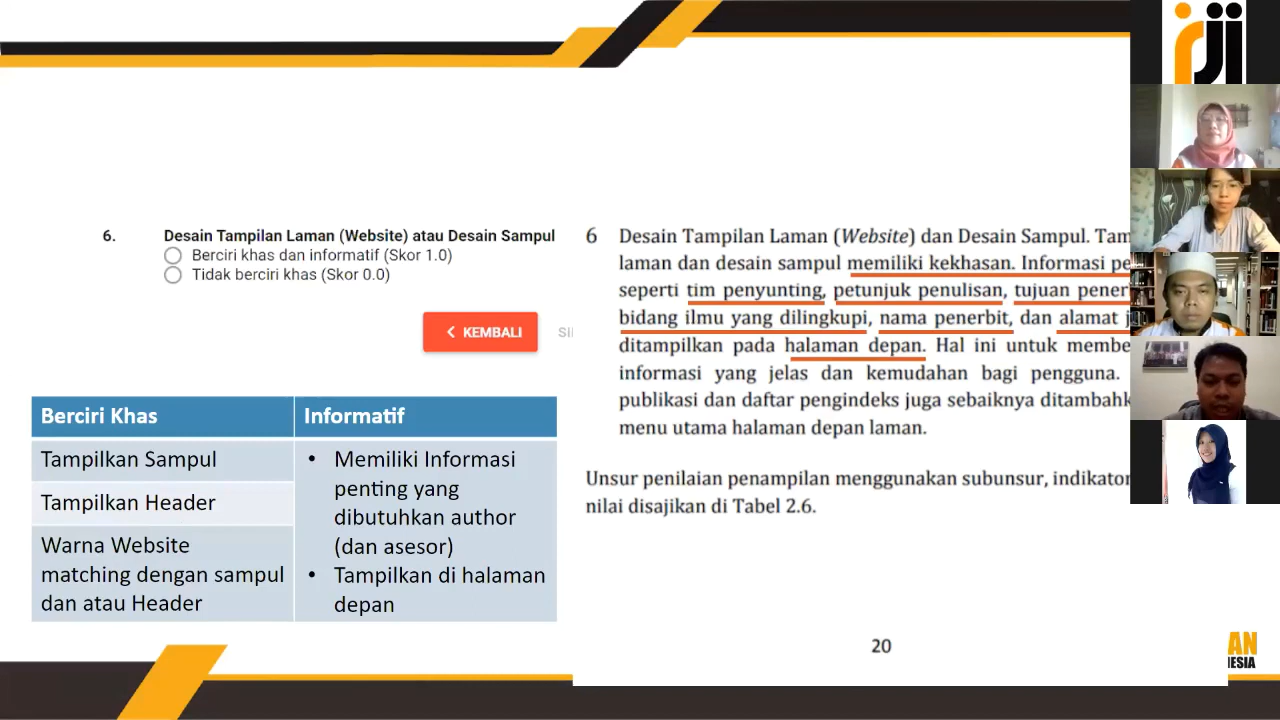 6. Desain Tampilan Laman (Website) atau Desain Sampul
Berciri khas dan informatif (Skor 1.0)
Tidak berciri khas (Skor 0.0)
KEMBALI
Berciri Khas
Informatif
Tampilkan Sampul
Tampilkan Header
Warna Website
matching dengan sampul
dan atau Header
• Memiliki Informasi
penting yang
dibutuhkan author
(dan asesor)
• Tampilkan di halaman
depan
6 Desain Tampilan Laman (Website) dan Desain Sampul.
laman dan desain sampul memiliki kekhasan. Informasi
seperti tim penyunting, petunjuk penulisan, tujuan
bidang ilmu yang dilingkupi, nama penerbit, dan alamat
ditampilkan pada halaman depan. Hal ini untuk
informasi yang jelas dan kemudahan bagi pengguna.
publikasi dan daftar pengindeks juga sebaiknya
menu utama halaman depan laman.
Unsur penilaian penampilan menggunakan subunsur,
nilai disajikan di Tabel 2.6.
20
rji